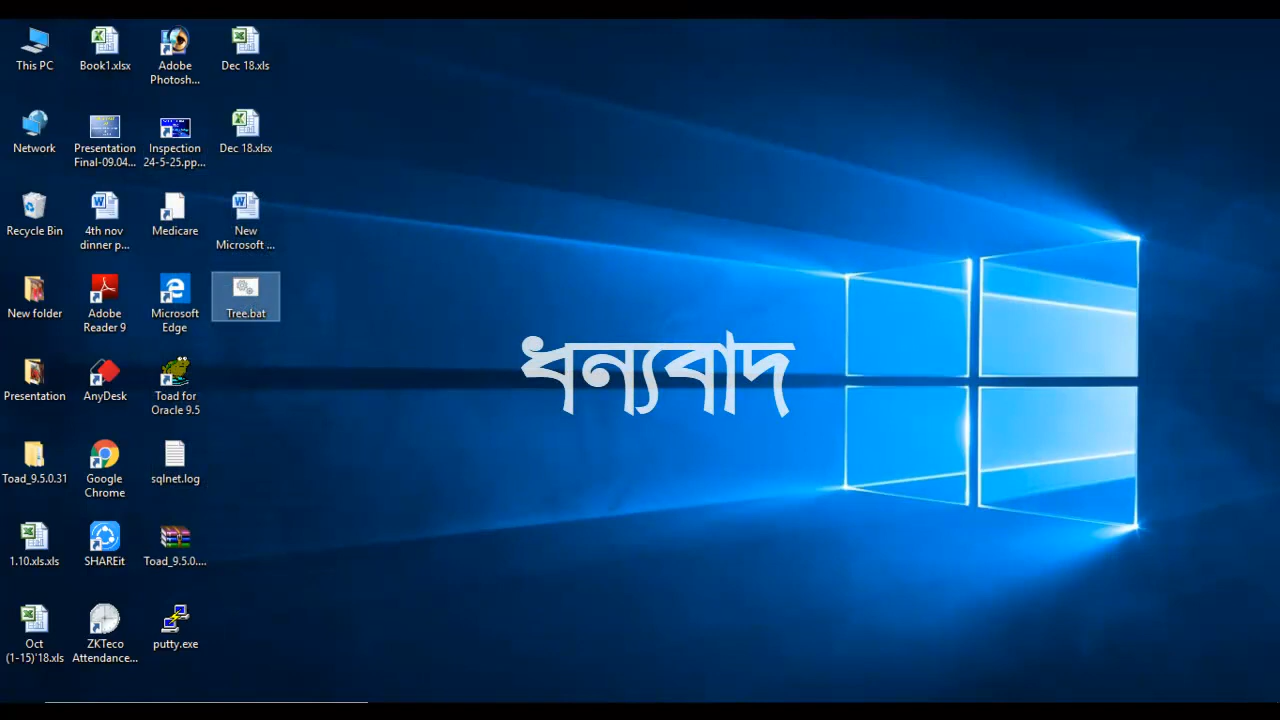 This PC
Book1.xlsx
Adobe
Photosh...
Dec 18.xls
Network
Presentation
Final-09.04...
Inspection
24-5-25.pp...
Dec 18.xlsx
Recycle Bin
4th nov
dinner p...
Medicare
New
Microsoft ...
New folder
Adobe
Reader 9
Microsoft
Edge
Tree.bat
ধন্যবাদ
Presentation
AnyDesk
Toad for
Oracle 9.5
Toad_9.5.0.31
Google
Chrome
sqlnet.log
1.10.xls.xls
SHAREit
Toad_9.5.0....
Oct
(1-15)'18.xls
ZKTeco
Attendance...
putty.exe